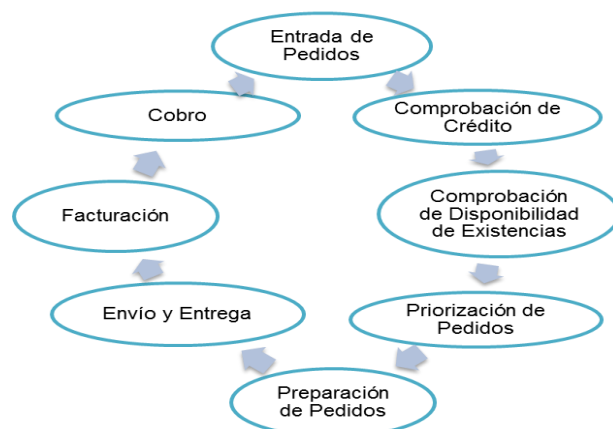 Entrada de
Pedidos
Comprobación de
Crédito
Comprobación
de Disponibilidad
de Existencias
Priorización de
Pedidos
Preparación
de Pedidos
Envío y Entrega
Facturación
Cobro